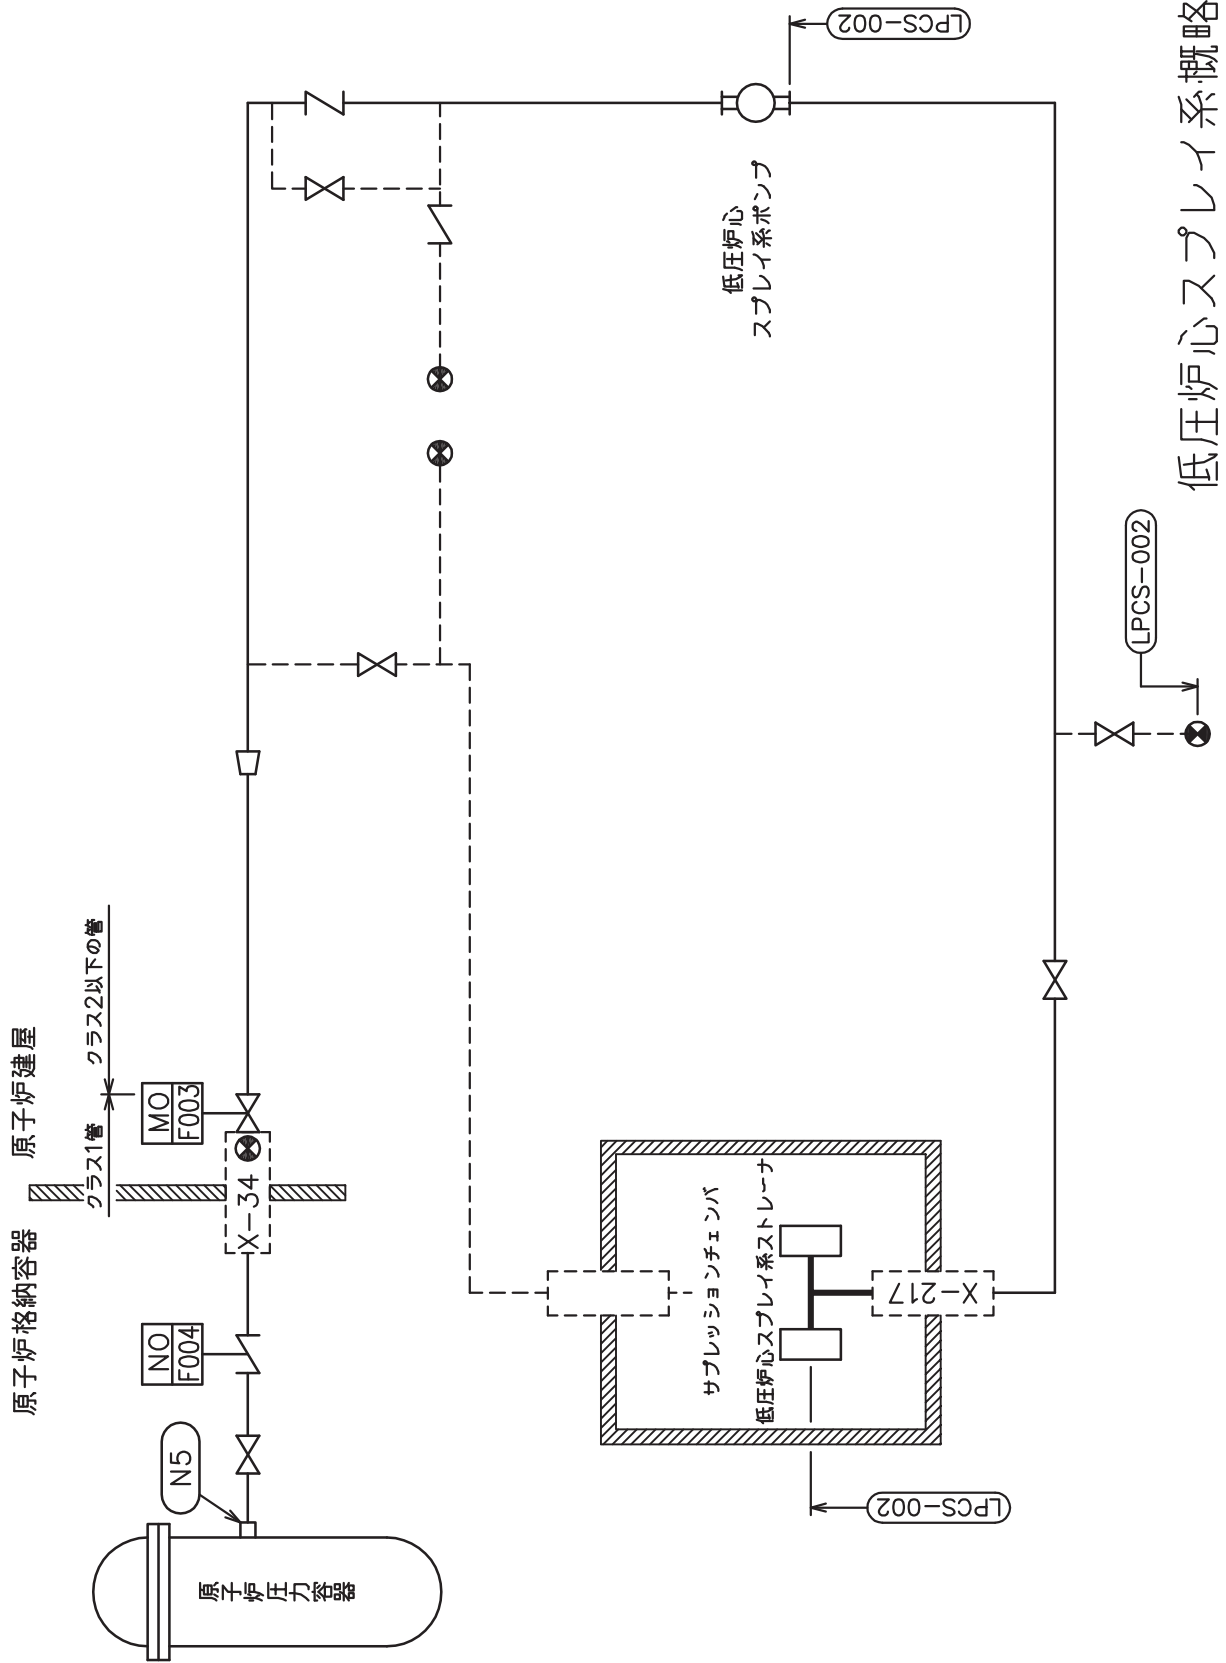 原子炉格納容器
原子炉建屋
クラス1管
クラス2以下の管
NO
F004
MO
F003
N5
X-34
原子炉圧力容器
サプレッションチェンバ
低圧炉心スプレイ系ストレーナ
X-217
LPCS-002
低圧炉心
スプレイ系ポンプ
LPCS-002
LPCS-002
低圧炉心スプレイ系概略